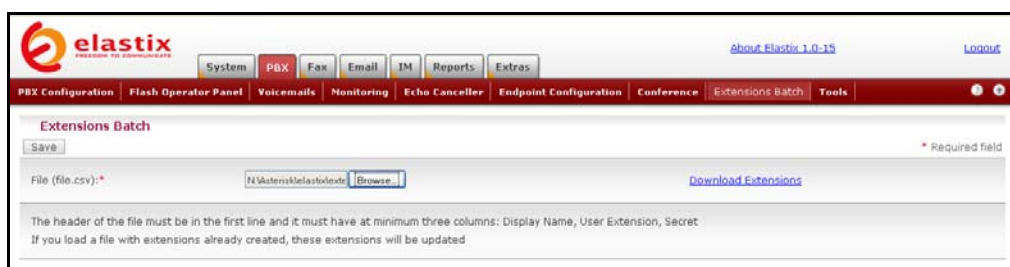 elastix
FREEDOM TO COMMUNICATE
About Elastix 1.0-15
Logout
System PBX Fax Email IM Reports Extras
PBX Configuration Flash Operator Panel Voicemails Monitoring Echo Canceller Endpoint Configuration Conference Extensions Batch Tools
Extensions Batch
Save
* Required field
File (file.csv):*
N:\Asterisk\elastix\exte
Browse...
Download Extensions
The header of the file must be in the first line and it must have at minimum three columns: Display Name, User Extension, Secret
If you load a file with extensions already created, these extensions will be updated